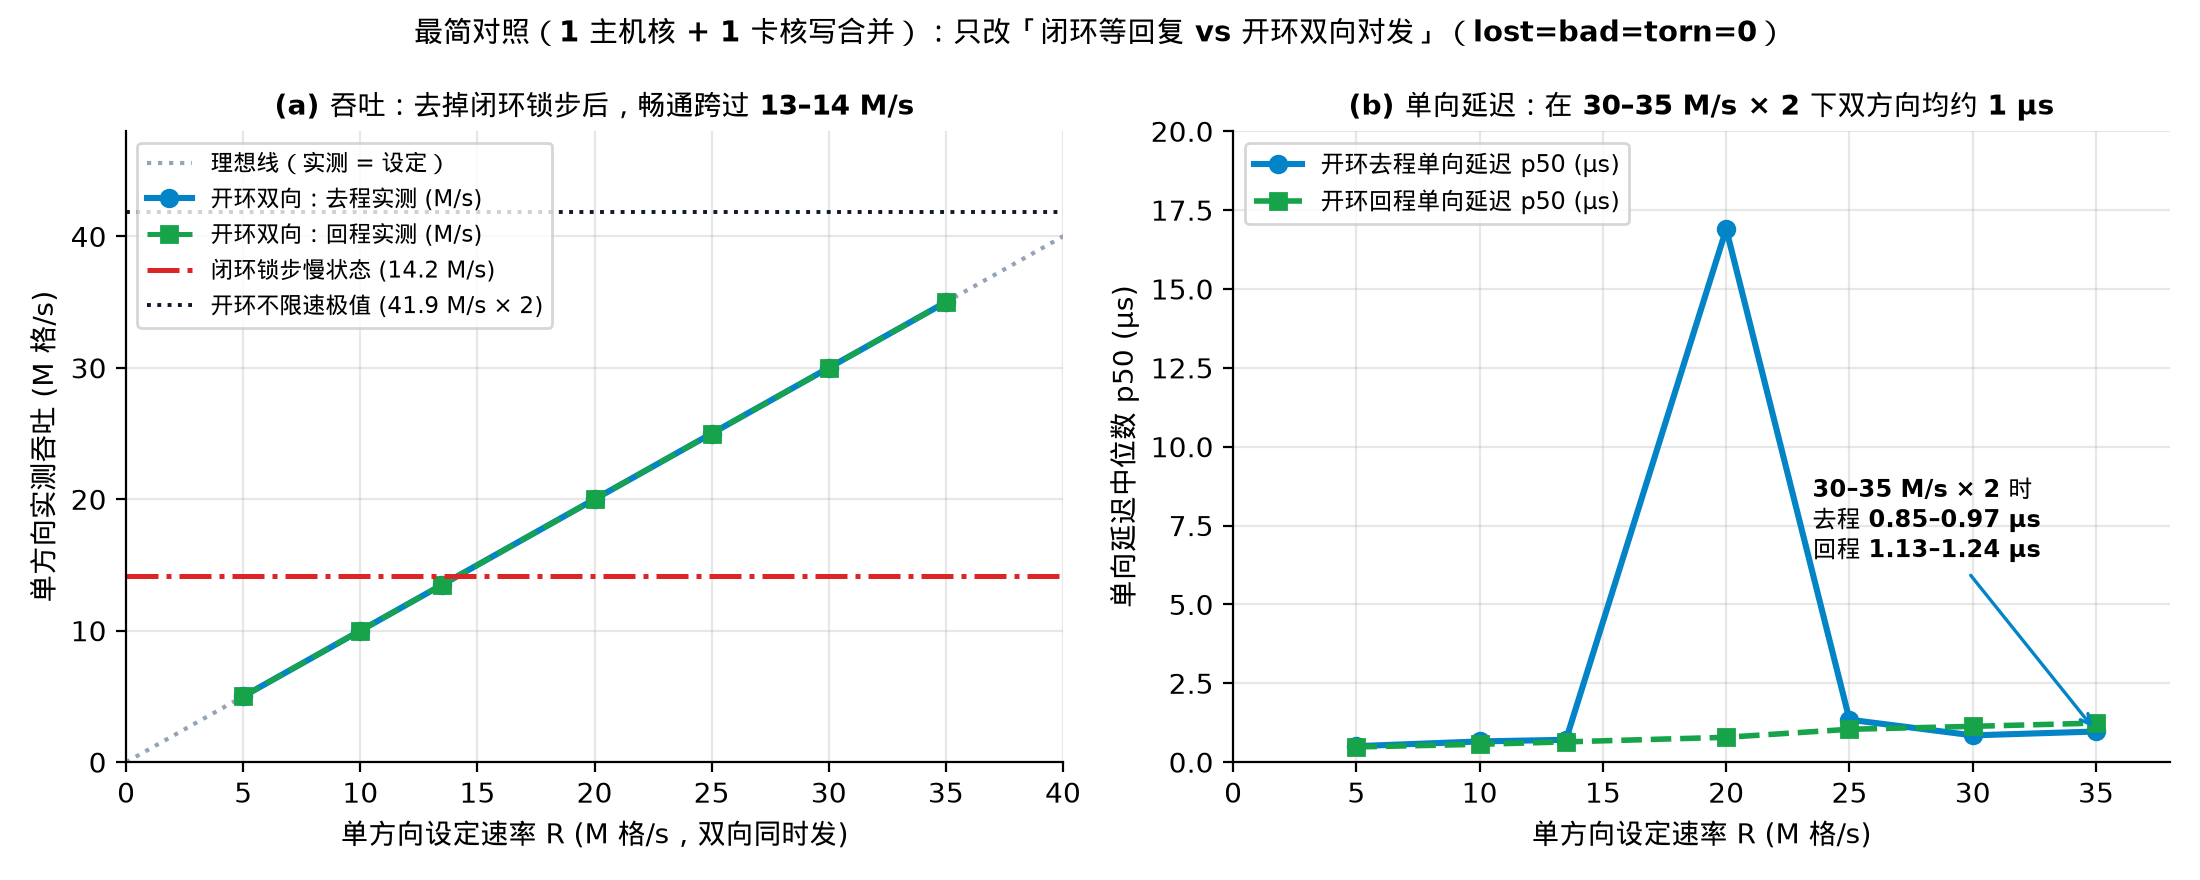 最简对照（1 主机核 + 1 卡核写合并）：只改「闭环等回复 vs 开环双向对发」（lost=bad=torn=0）
(a) 吞吐：去掉闭环锁步后，畅通跨过 13–14 M/s
理想线（实测 = 设定）
开环双向：去程实测 (M/s)
开环双向：回程实测 (M/s)
闭环锁步慢状态 (14.2 M/s)
开环不限速极值 (41.9 M/s × 2)
单方向实测吞吐 (M 格/s)
40
30
20
10
0
0 5 10 15 20 25 30 35 40
单方向设定速率 R (M 格/s，双向同时发)
(b) 单向延迟：在 30–35 M/s × 2 下双方向均约 1 µs
开环去程单向延迟 p50 (µs)
开环回程单向延迟 p50 (µs)
单向延迟中位数 p50 (µs)
20.0
17.5
15.0
12.5
10.0
7.5
5.0
2.5
0.0
30–35 M/s × 2 时
去程 0.85–0.97 µs
回程 1.13–1.24 µs
0 5 10 15 20 25 30 35
单方向设定速率 R (M 格/s)